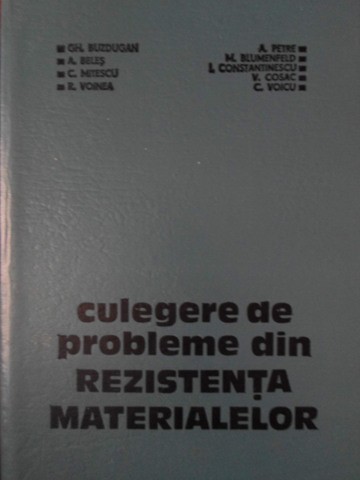 GH. BUZDUGAN
A. BELEȘ
C. MITESCU
R. VOINEA
A. PETRE
M. BLUMENFELD
I. CONSTANTINESCU
V. COSAC
C. VOICU
culegere de
probleme din
REZISTENȚA
MATERIALELOR